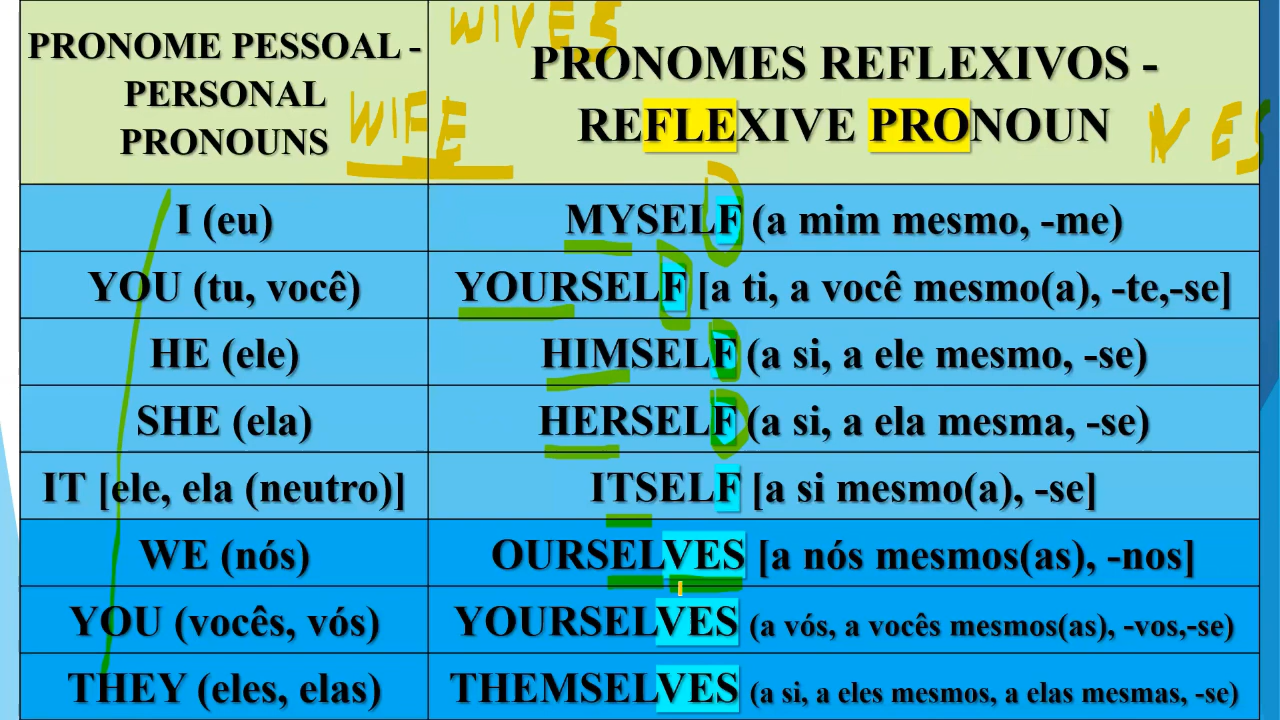 WIVES
PRONOME PESSOAL -
PERSONAL
PRONOUNS
WIFE
PRONOMES REFLEXIVOS -
REFLEXIVE PRONOUN
VES
I (eu)
MYSELF (a mim mesmo, -me)
YOU (tu, você)
YOURSELF [a ti, a você mesmo(a), -te,-se]
HE (ele)
HIMSELF (a si, a ele mesmo, -se)
SHE (ela)
HERSELF (a si, a ela mesma, -se)
IT [ele, ela (neutro)]
ITSELF [a si mesmo(a), -se]
WE (nós)
OURSELVES [a nós mesmos(as), -nos]
YOU (vocês, vós)
YOURSELVES (a vós, a vocês mesmos(as), -vos,-se)
THEY (eles, elas)
THEMSELVES (a si, a eles mesmos, a elas mesmas, -se)